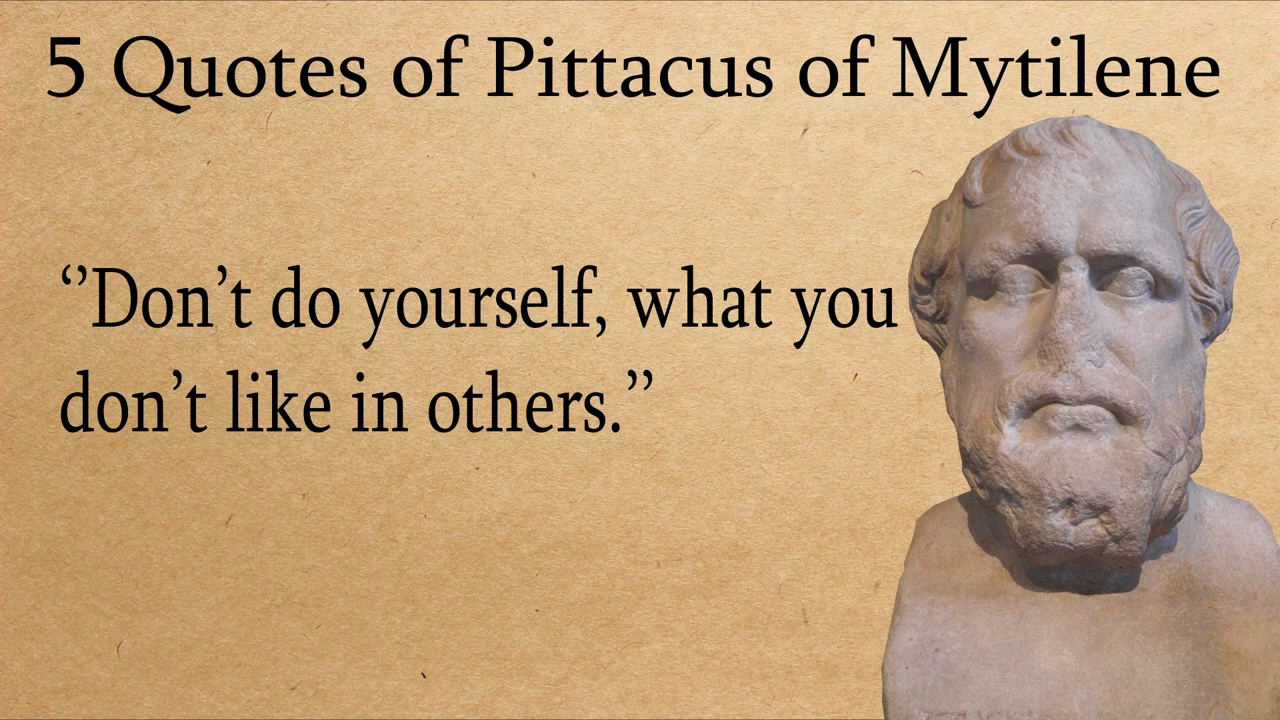 5 Quotes of Pittacus of Mytilene
‘’Don’t do yourself, what you
don’t like in others.’’